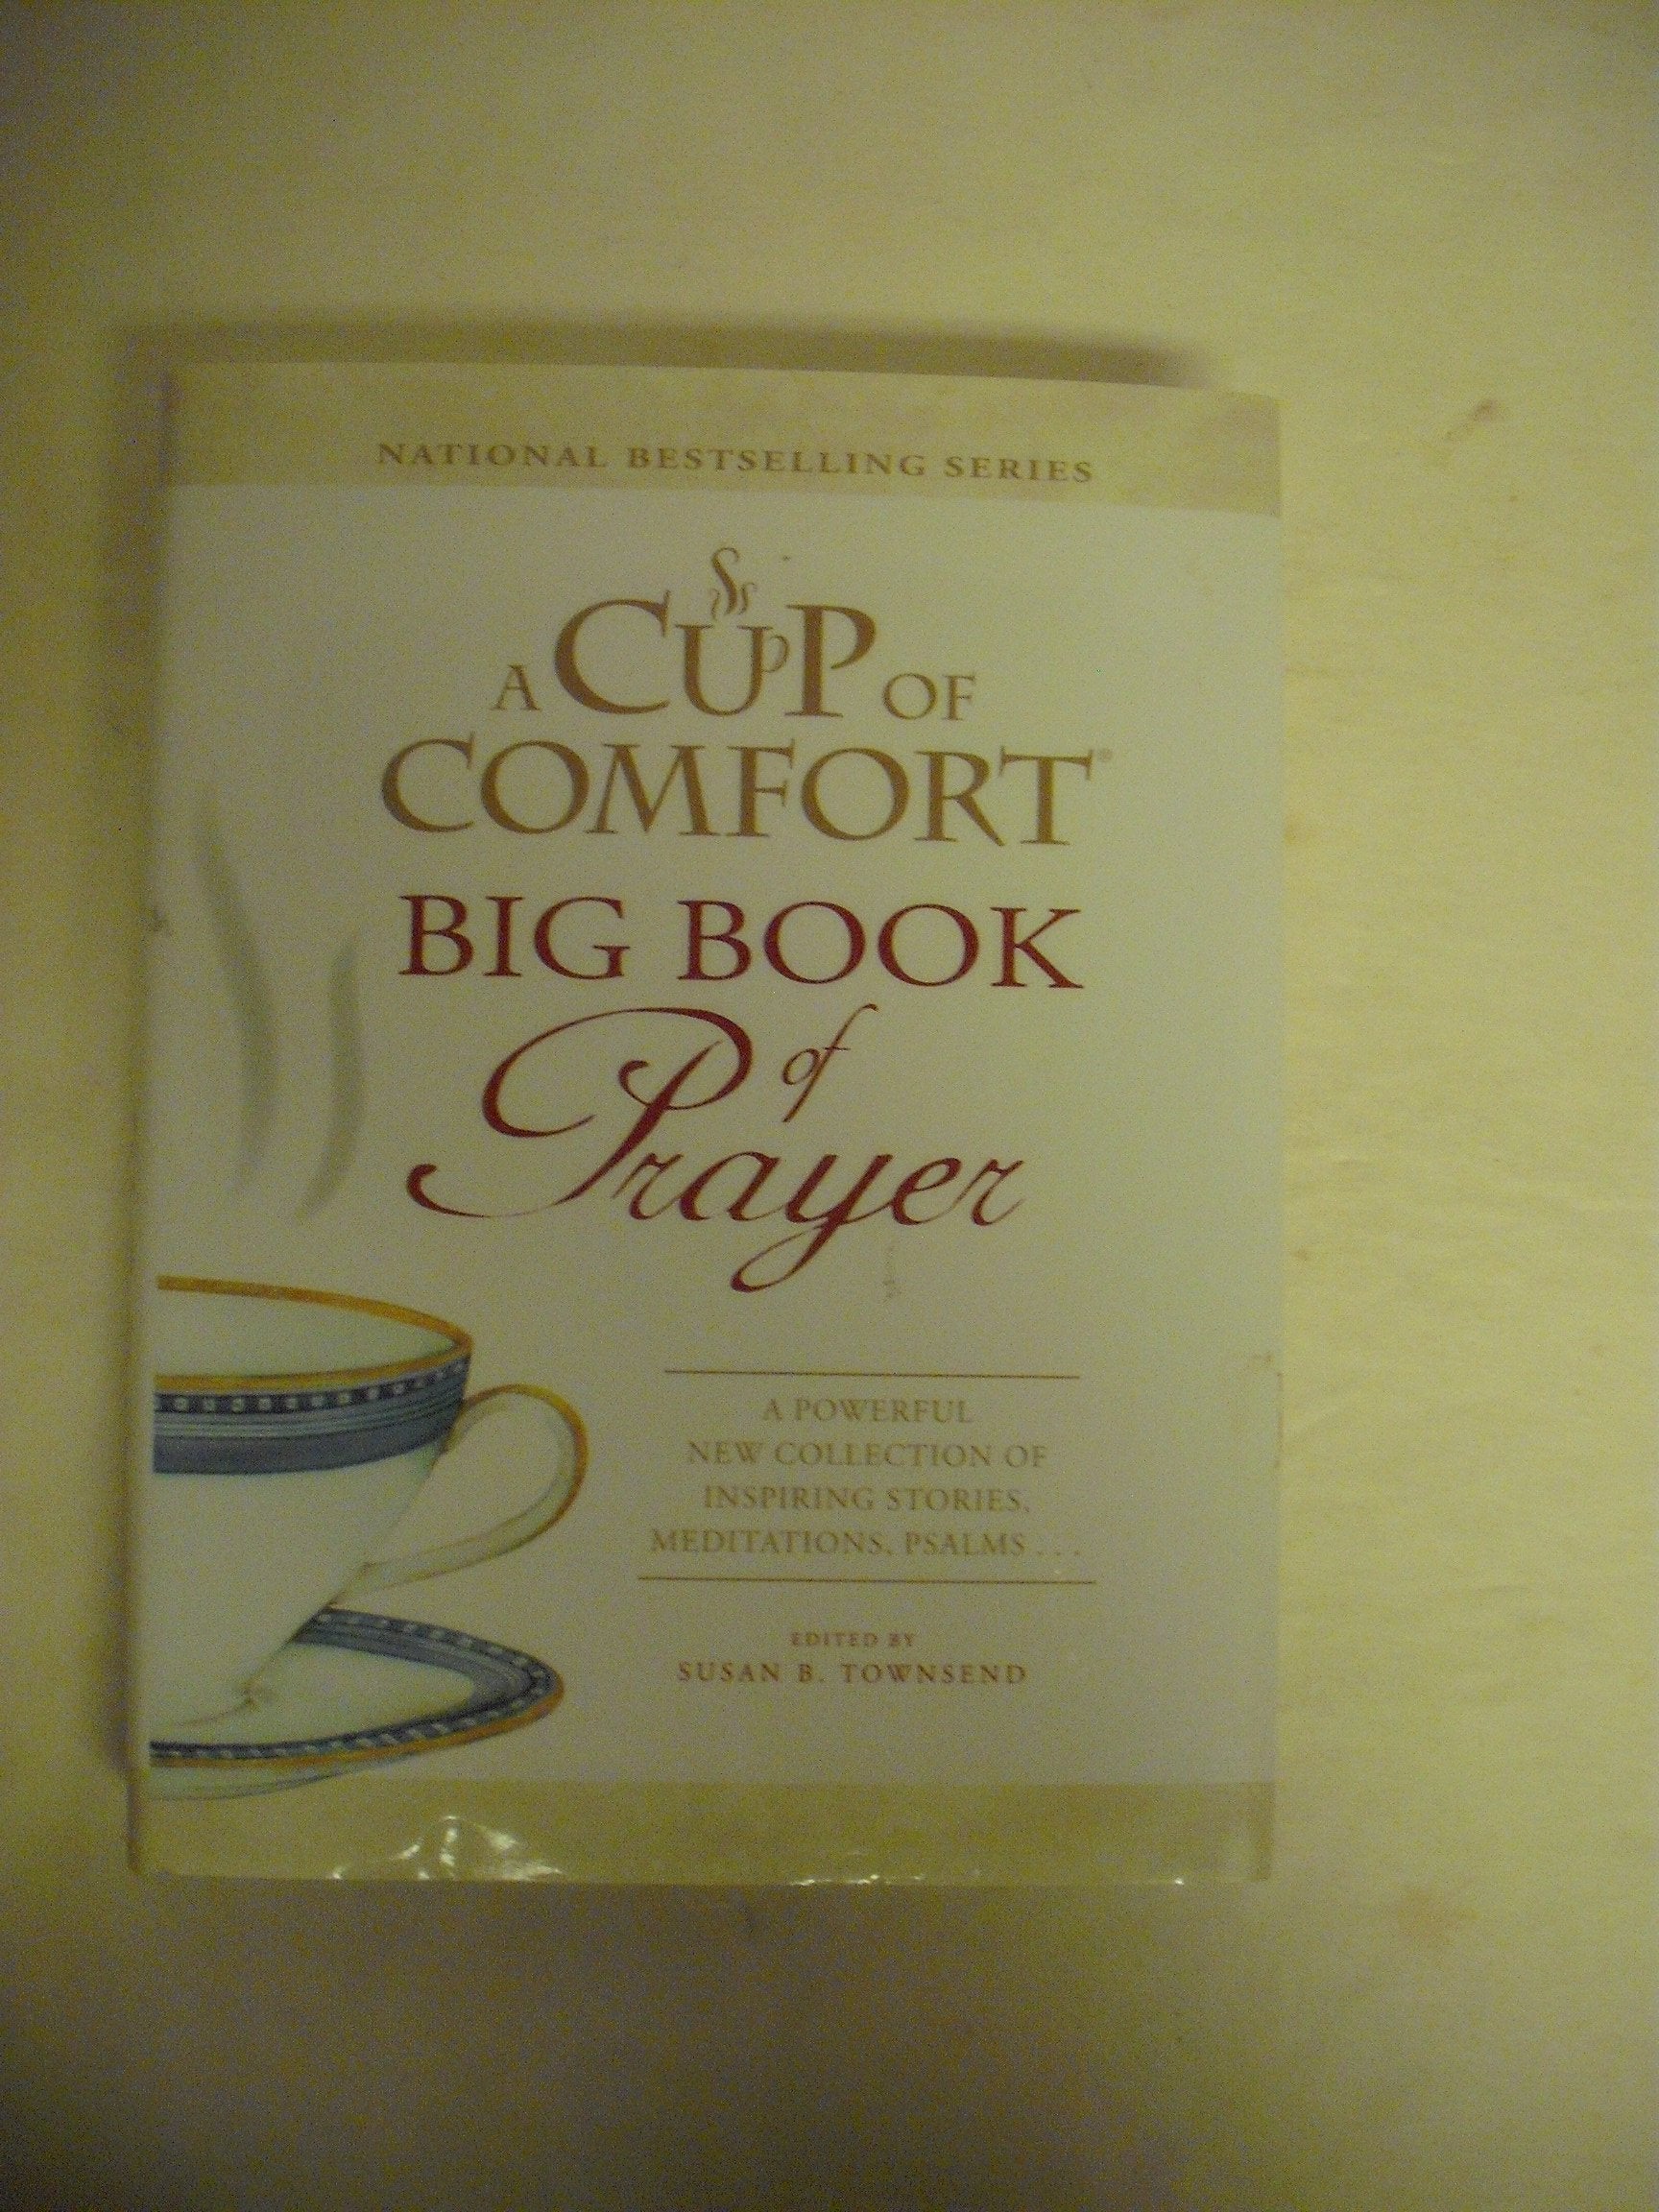 NATIONAL BESTSELLING SERIES
A CUP OF
COMFORT®
BIG BOOK
of
Prayer
A POWERFUL
NEW COLLECTION OF
INSPIRING STORIES,
MEDITATIONS, PSALMS . . .
EDITED BY
SUSAN B. TOWNSEND